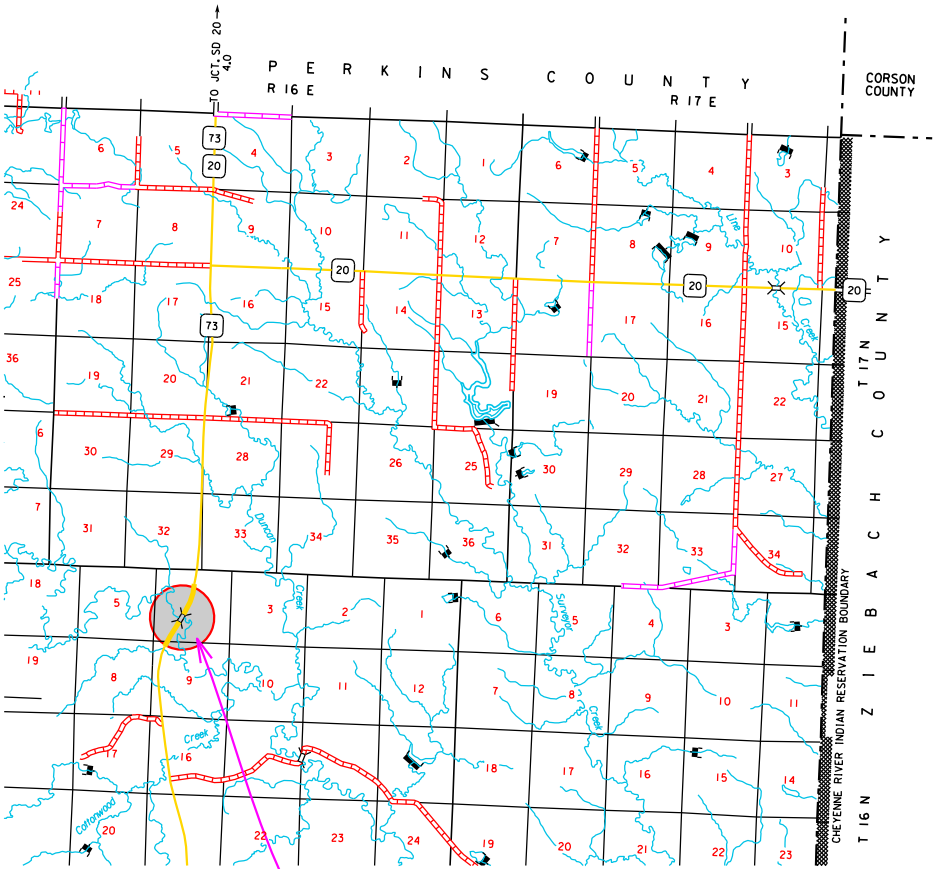 TO JCT. SD 20
4.0
P E R K I N S C O U N T Y
R 16 E
R 17 E
CORSON
COUNTY
73
20
6 5 4 3 2 1 6 5 4 3
24 7 8 9 10 11 12 7 8 9 10
Line
20 20 20
25 18 17 16 15 14 13 17 16 15
Creek
73
36 19 20 21 22 19 20 21 22
6 30 29 28 26 25 30 29 28 27
7 31 32 33 34 35 36 31 32 33 34
Duncan
Creek
18 5 3 2 1 6 5 4 3
Surveyor
Creek
19 8 9 10 11 12 7 8 9 10 11
Creek
17 16 18 17 16 15 14
Cottonwood
20 22 23 24 19 20 21 22 23
T 17 N
T 16 N
Z I E B A C H C O U N T Y
CHEYENNE RIVER INDIAN RESERVATION BOUNDARY